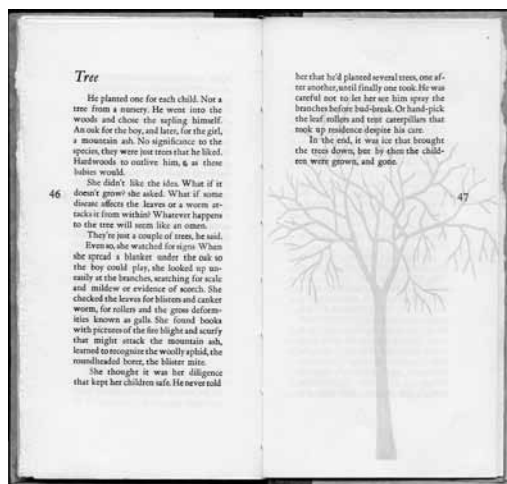 Tree
He planted one for each child. Not a
tree from a nursery. He went into the
woods and chose the sapling himself.
An oak for the boy, and later, for the girl,
a mountain ash. No significance to the
species, they were just trees that he liked.
Hardwoods to outlive him, & as these
babies would.
She didn't like the idea. What if it
doesn't grow? she asked. What if some
disease affects the leaves or a worm at-
tacks it from within? Whatever happens
to the tree will seem like an omen.
They're just a couple of trees, he said.
Even so, she watched for signs. When
she spread a blanket under the oak so
the boy could play, she looked up un-
easily at the branches, searching for scale
and mildew or evidence of scorch. She
checked the leaves for blisters and canker
worm, for rollers and the gross deform-
ities known as galls. She found books
with pictures of the fire blight and scurfy
that might attack the mountain ash,
learned to recognize the woolly aphid, the
roundheaded borer, the blister mite.
She thought it was her diligence
that kept her children safe. He never told
46
her that he'd planted several trees, one af-
ter another, until finally one took. He was
careful not to let her see him spray the
branches before bud-break. Or hand-pick
the leaf rollers and tent caterpillars that
took up residence despite his care.
In the end, it was ice that brought
the trees down, but by then the child-
ren were grown, and gone.
47